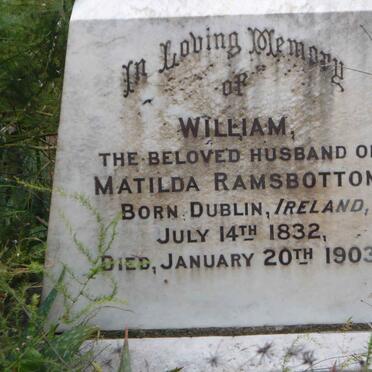 In Loving Memory
OF
WILLIAM,
THE BELOVED HUSBAND OF
MATILDA RAMSBOTTOM
BORN DUBLIN, IRELAND,
JULY 14TH 1832,
DIED, JANUARY 20TH 1903